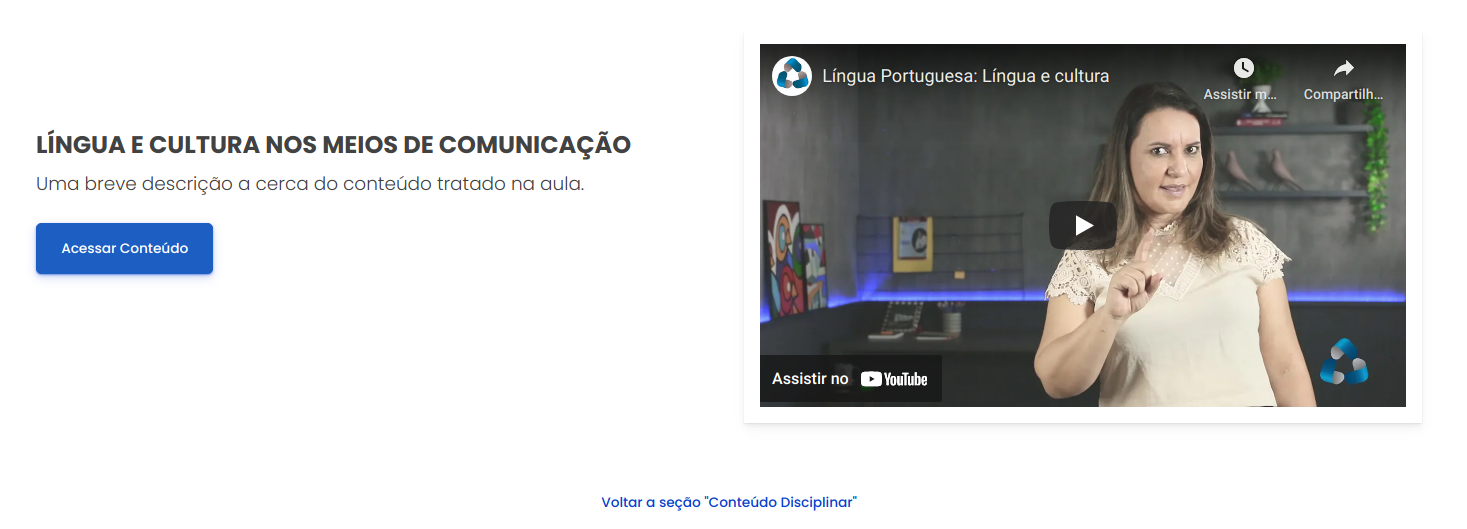 LÍNGUA E CULTURA NOS MEIOS DE COMUNICAÇÃO
Uma breve descrição a cerca do conteúdo tratado na aula.
Acessar Conteúdo
Língua Portuguesa: Língua e cultura
Assistir m...
Compartilh...
Assistir no YouTube
Voltar a seção "Conteúdo Disciplinar"